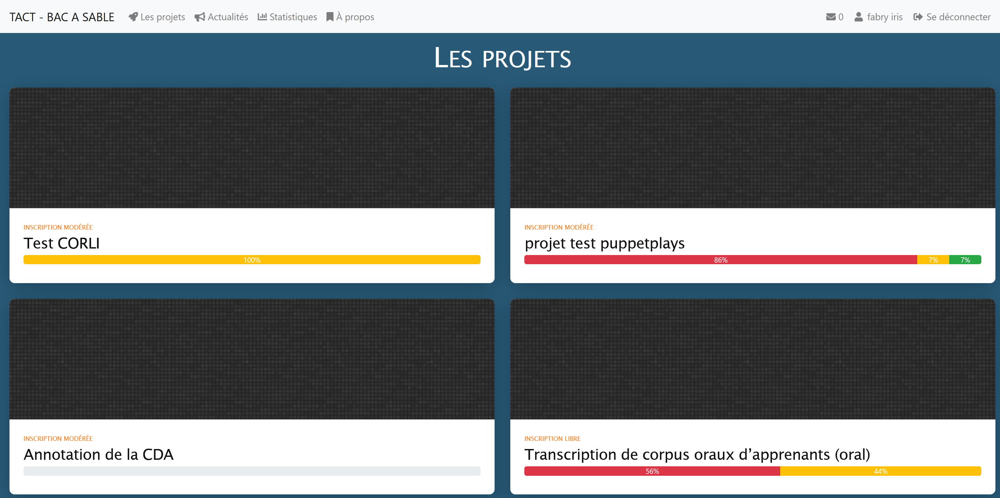 TACT - BAC A SABLE Les projets Actualités Statistiques À propos 0 fabry iris Se déconnecter
LES PROJETS
INSCRIPTION MODÉRÉE
Test CORLI
100%
INSCRIPTION MODÉRÉE
projet test puppetplays
86% 7% 7%
INSCRIPTION MODÉRÉE
Annotation de la CDA
INSCRIPTION LIBRE
Transcription de corpus oraux d’apprenants (oral)
56% 44%